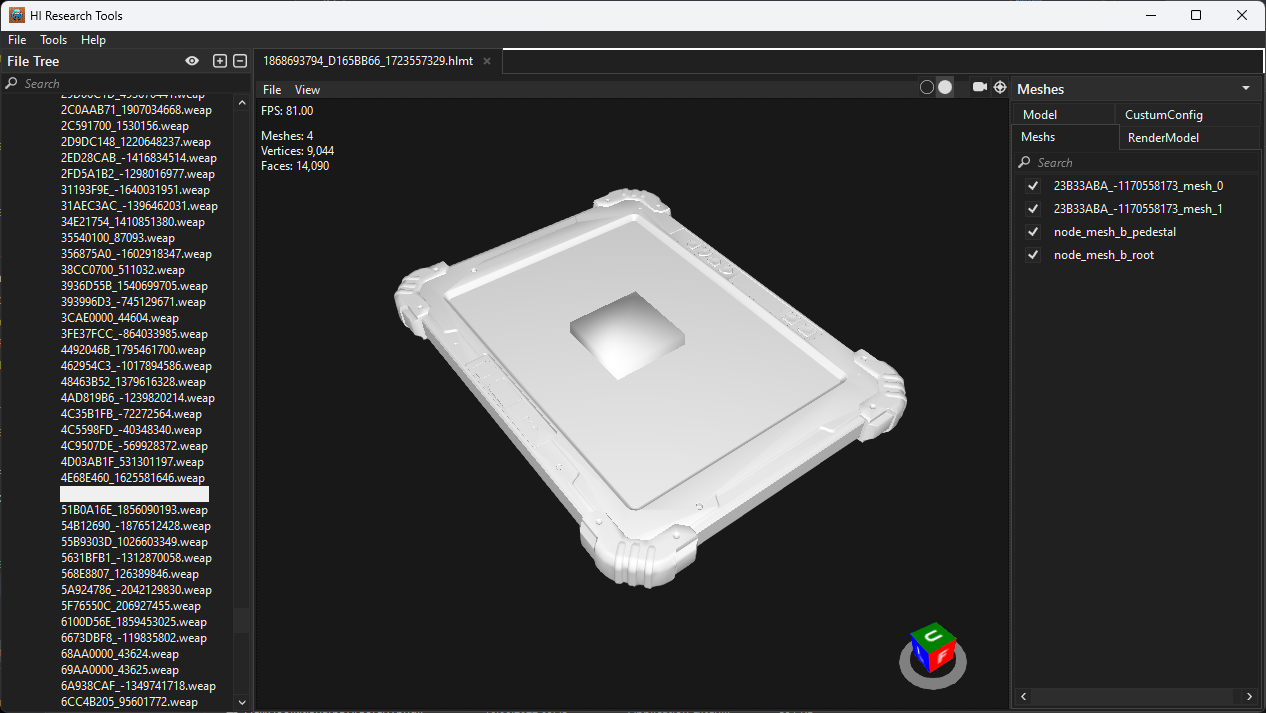 HI Research Tools
File Tools Help
File Tree
Search
2C0AAB71_1907034668.weap
2C591700_1530156.weap
2D9DC148_1220648237.weap
2ED28CAB_-1416834514.weap
2FD5A1B2_-1298016977.weap
31193F9E_-1640031951.weap
31AEC3AC_-1396462031.weap
34E21754_1410851380.weap
35540100_87093.weap
356875A0_-1602918347.weap
38CC0700_511032.weap
3936D55B_1540699705.weap
393996D3_-745129671.weap
3CAE0000_44604.weap
3FE37FCC_-864033985.weap
4492046B_1795461700.weap
462954C3_-1017894586.weap
48463B52_1379616328.weap
4AD819B6_-1239820214.weap
4C35B1FB_-72272564.weap
4C5598FD_-40348340.weap
4C9507DE_-569928372.weap
4D03AB1F_531301197.weap
4E68E460_1625581646.weap
51B0A16E_1856090193.weap
54B12690_-1876512428.weap
55B9303D_1026603349.weap
5631BFB1_-1312870058.weap
568E8807_126389846.weap
5A924786_-2042129830.weap
5F76550C_206927455.weap
6100D56E_1859453025.weap
6673DBF8_-119835802.weap
68AA0000_43624.weap
69AA0000_43625.weap
6A938CAF_-1349741718.weap
6CC4B205_95601772.weap
1868693794_D165BB66_1723557329.hlmt
File View
FPS: 81.00
Meshes: 4
Vertices: 9,044
Faces: 14,090
U
F
Meshes
Model CustumConfig
Meshs RenderModel
Search
23B33ABA_-1170558173_mesh_0
23B33ABA_-1170558173_mesh_1
node_mesh_b_pedestal
node_mesh_b_root